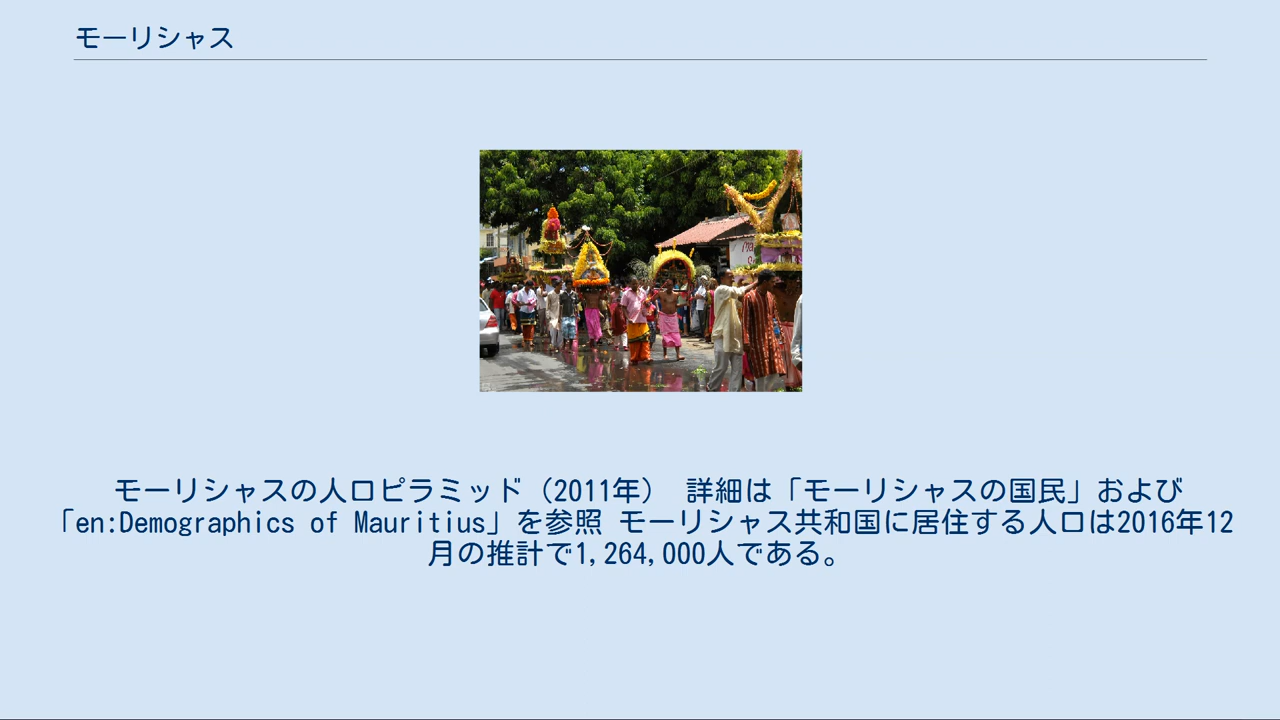 モーリシャス
モーリシャスの人口ピラミッド（2011年） 詳細は「モーリシャスの国民」および
「en:Demographics of Mauritius」を参照 モーリシャス共和国に居住する人口は2016年12
月の推計で1,264,000人である。